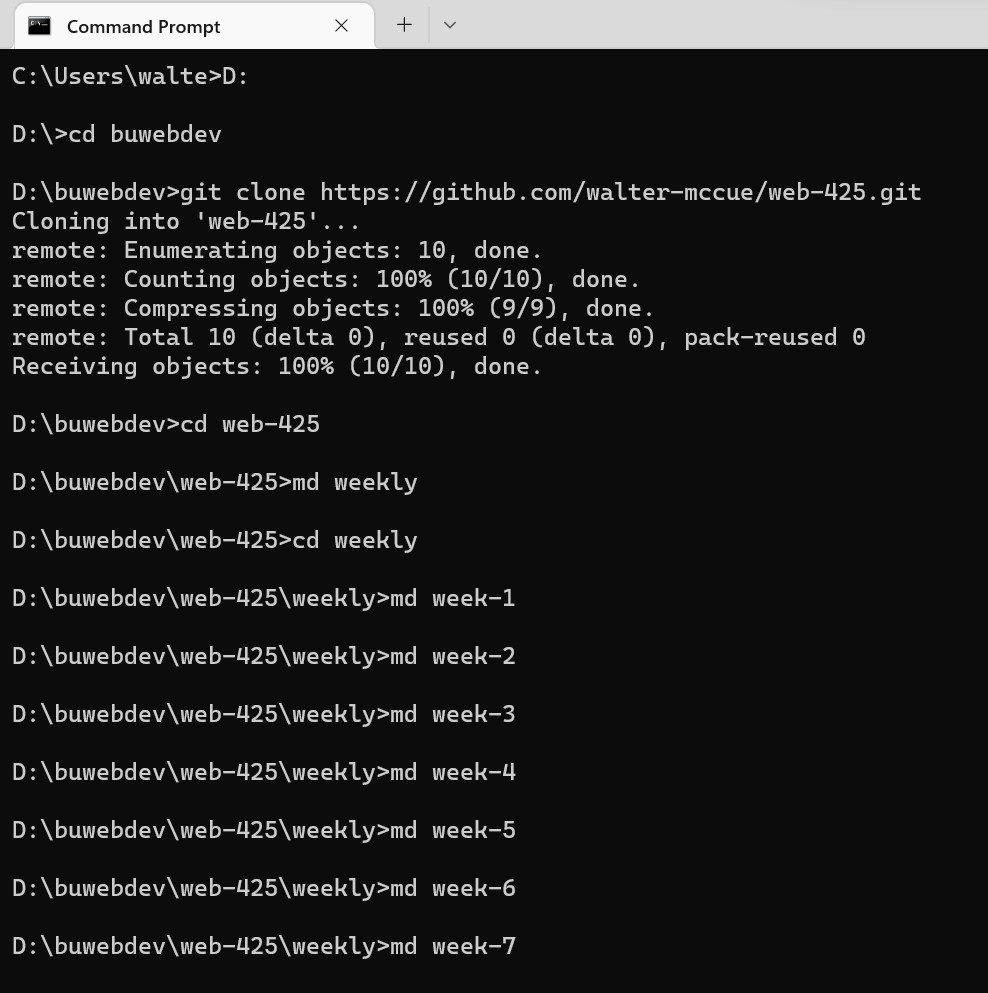 Command Prompt
C:\Users\walte>D:
D:\>cd buwebdev
D:\buwebdev>git clone https://github.com/walter-mccue/web-425.git
Cloning into 'web-425'...
remote: Enumerating objects: 10, done.
remote: Counting objects: 100% (10/10), done.
remote: Compressing objects: 100% (9/9), done.
remote: Total 10 (delta 0), reused 0 (delta 0), pack-reused 0
Receiving objects: 100% (10/10), done.
D:\buwebdev>cd web-425
D:\buwebdev\web-425>md weekly
D:\buwebdev\web-425>cd weekly
D:\buwebdev\web-425\weekly>md week-1
D:\buwebdev\web-425\weekly>md week-2
D:\buwebdev\web-425\weekly>md week-3
D:\buwebdev\web-425\weekly>md week-4
D:\buwebdev\web-425\weekly>md week-5
D:\buwebdev\web-425\weekly>md week-6
D:\buwebdev\web-425\weekly>md week-7